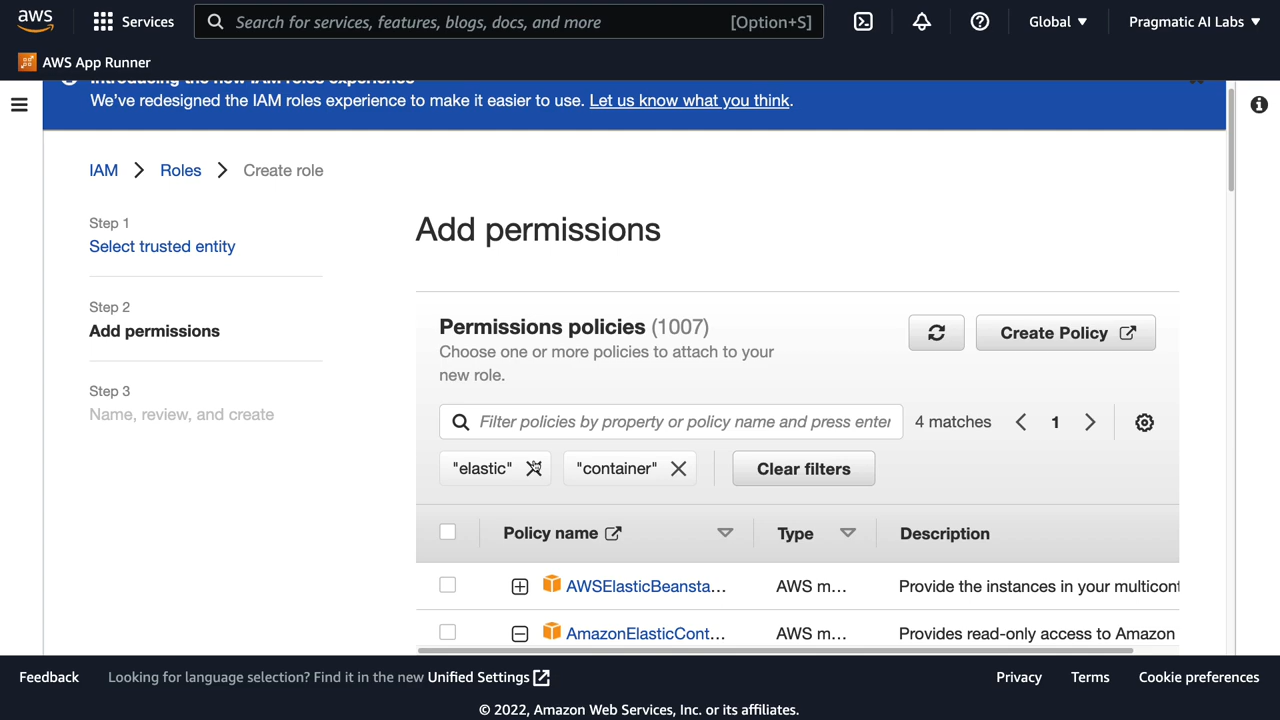 aws
Services
Search for services, features, blogs, docs, and more
[Option+S]
Global
Pragmatic AI Labs
AWS App Runner
Introducing the new IAM roles experience
We've redesigned the IAM roles experience to make it easier to use. Let us know what you think.
IAM
Roles
Create role
Step 1
Select trusted entity
Step 2
Add permissions
Step 3
Name, review, and create
Add permissions
Permissions policies (1007)
Choose one or more policies to attach to your
new role.
Create Policy
Filter policies by property or policy name and press enter
4 matches
1
"elastic"
"container"
Clear filters
Policy name
Type
Description
AWSElasticBeansta...
AWS m...
Provide the instances in your multicont
AmazonElasticCont...
AWS m...
Provides read-only access to Amazon
Feedback
Looking for language selection? Find it in the new Unified Settings
Privacy
Terms
Cookie preferences
© 2022, Amazon Web Services, Inc. or its affiliates.